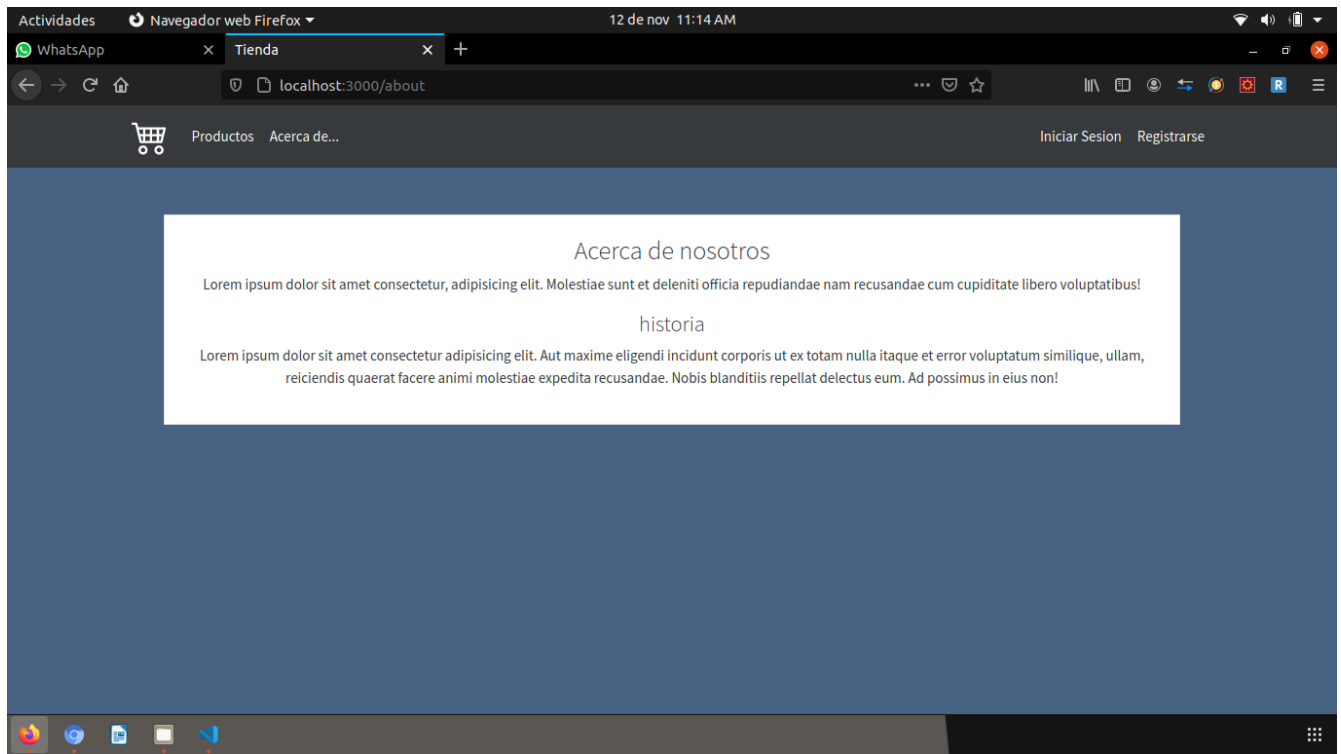 Actividades Navegador web Firefox 12 de nov 11:14 AM
WhatsApp Tienda
localhost:3000/about
R
Productos Acerca de... Iniciar Sesion Registrarse
Acerca de nosotros
Lorem ipsum dolor sit amet consectetur, adipisicing elit. Molestiae sunt et deleniti officia repudiandae nam recusandae cum cupiditate libero voluptatibus!
historia
Lorem ipsum dolor sit amet consectetur adipisicing elit. Aut maxime eligendi incidunt corporis ut ex totam nulla itaque et error voluptatum similique, ullam,
reiciendis quaerat facere animi molestiae expedita recusandae. Nobis blanditiis repellat delectus eum. Ad possimus in eius non!